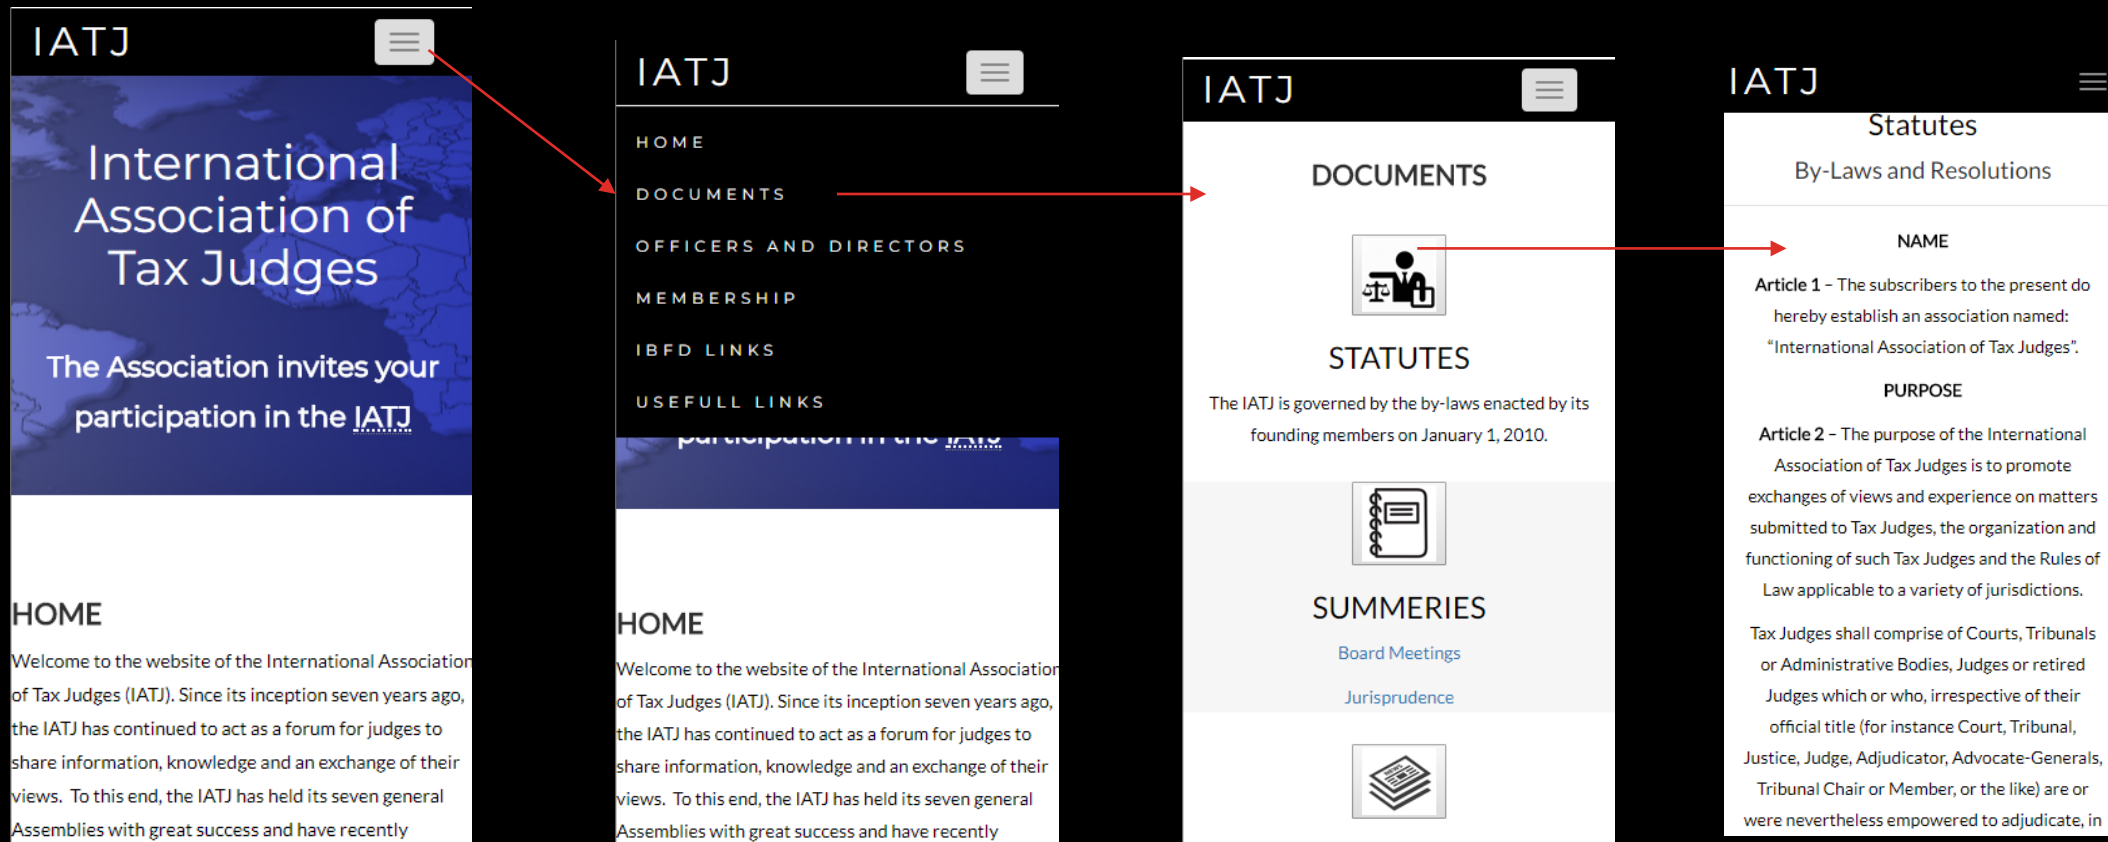 IATJ
International
Association of
Tax Judges
The Association invites your
participation in the IATJ
HOME
Welcome to the website of the International Association
of Tax Judges (IATJ). Since its inception seven years ago,
the IATJ has continued to act as a forum for judges to
share information, knowledge and an exchange of their
views. To this end, the IATJ has held its seven general
Assemblies with great success and have recently
IATJ
HOME
DOCUMENTS
OFFICERS AND DIRECTORS
MEMBERSHIP
IBFD LINKS
USEFULL LINKS
participation in the IATJ
HOME
Welcome to the website of the International Association
of Tax Judges (IATJ). Since its inception seven years ago,
the IATJ has continued to act as a forum for judges to
share information, knowledge and an exchange of their
views. To this end, the IATJ has held its seven general
Assemblies with great success and have recently
IATJ
DOCUMENTS
STATUTES
The IATJ is governed by the by-laws enacted by its
founding members on January 1, 2010.
SUMMERIES
Board Meetings
Jurisprudence
NEWS
IATJ
Statutes
By-Laws and Resolutions
NAME
Article 1 – The subscribers to the present do
hereby establish an association named:
“International Association of Tax Judges”.
PURPOSE
Article 2 – The purpose of the International
Association of Tax Judges is to promote
exchanges of views and experience on matters
submitted to Tax Judges, the organization and
functioning of such Tax Judges and the Rules of
Law applicable to a variety of jurisdictions.
Tax Judges shall comprise of Courts, Tribunals
or Administrative Bodies, Judges or retired
Judges which or who, irrespective of their
official title (for instance Court, Tribunal,
Justice, Judge, Adjudicator, Advocate-Generals,
Tribunal Chair or Member, or the like) are or
were nevertheless empowered to adjudicate, in